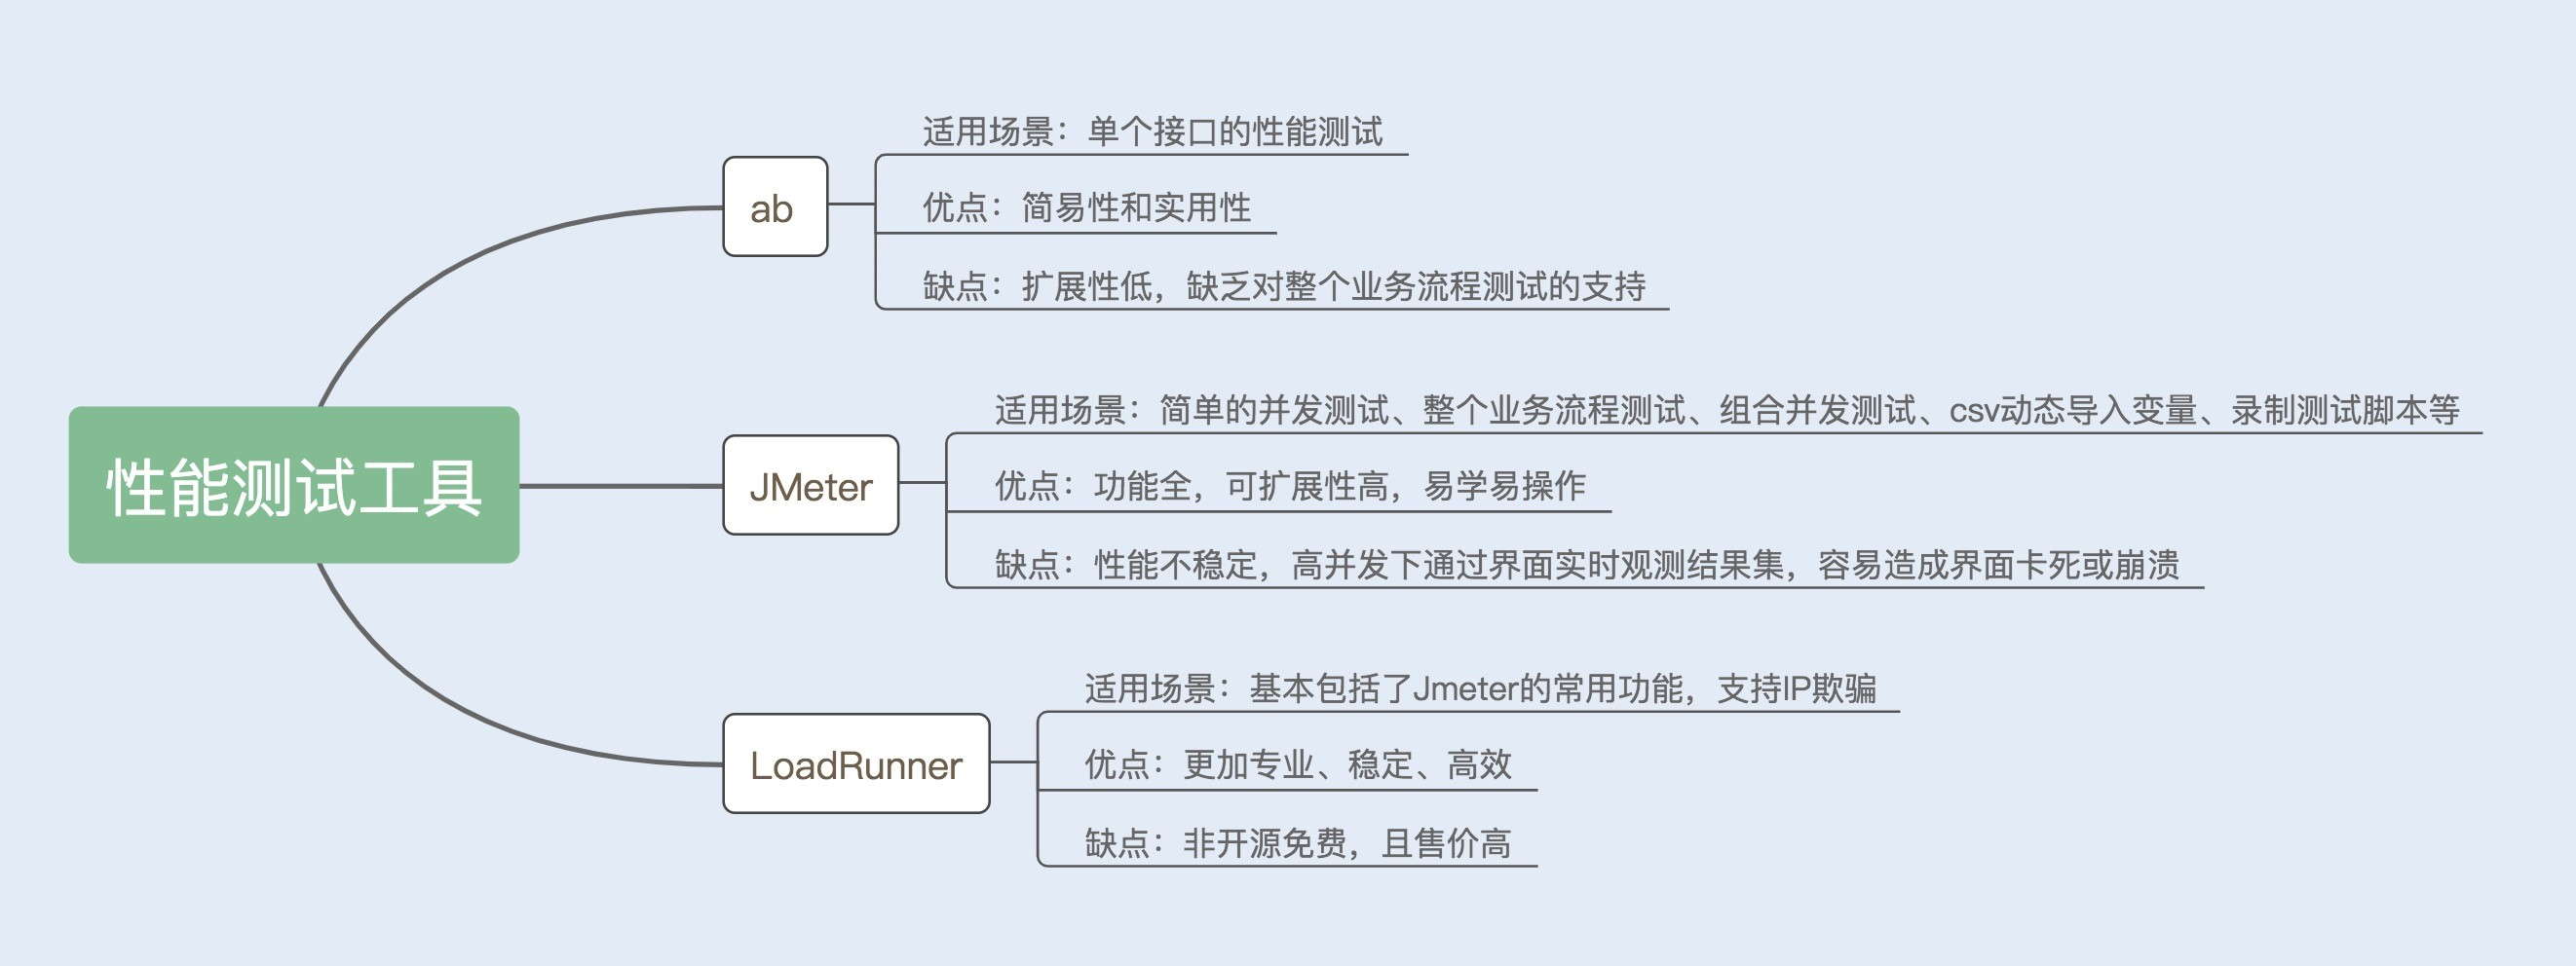 性能测试工具
ab
适用场景：单个接口的性能测试
优点：简易性和实用性
缺点：扩展性低，缺乏对整个业务流程测试的支持
JMeter
适用场景：简单的并发测试、整个业务流程测试、组合并发测试、csv动态导入变量、录制测试脚本等
优点：功能全，可扩展性高，易学易操作
缺点：性能不稳定，高并发下通过界面实时观测结果集，容易造成界面卡死或崩溃
LoadRunner
适用场景：基本包括了Jmeter的常用功能，支持IP欺骗
优点：更加专业、稳定、高效
缺点：非开源免费，且售价高